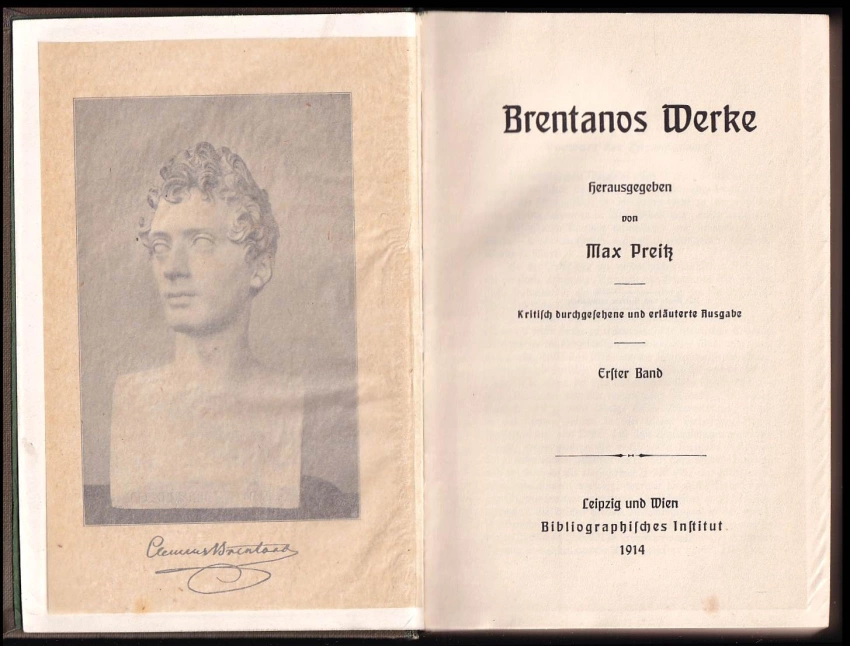 Clemens Brentano
Brentanos Werke
Herausgegeben
von
Max Preitz
Kritiſch durchgeſehene und erläuterte Ausgabe
Erſter Band
Leipzig und Wien
Bibliographiſches Inſtitut
1914